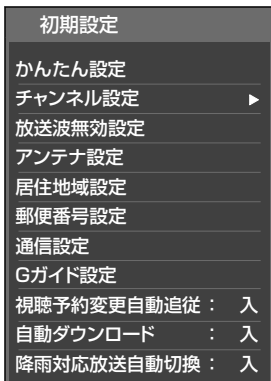 初期設定
かんたん設定
チャンネル設定 ▶
放送波無効設定
アンテナ設定
居住地域設定
郵便番号設定
通信設定
Gガイド設定
視聴予約変更自動追従： 入
自動ダウンロード ： 入
降雨対応放送自動切換： 入